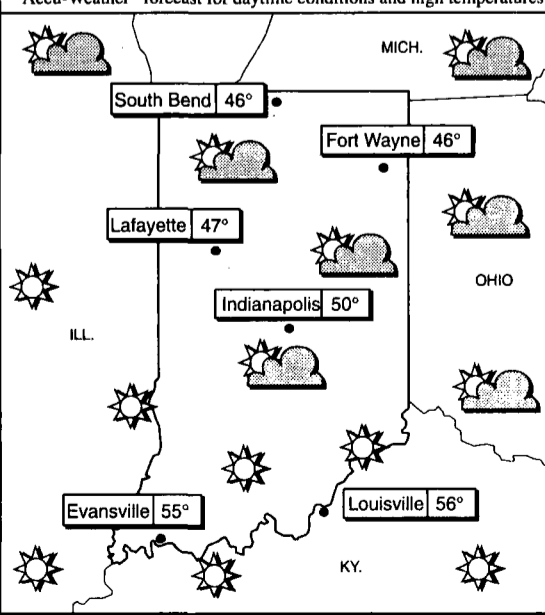 Accu-Weather® forecast for daytime conditions and high temperatures
MICH.
South Bend 46°
Fort Wayne 46°
Lafayette 47°
OHIO
Indianapolis 50°
ILL.
Evansville 55°
Louisville 56°
KY.